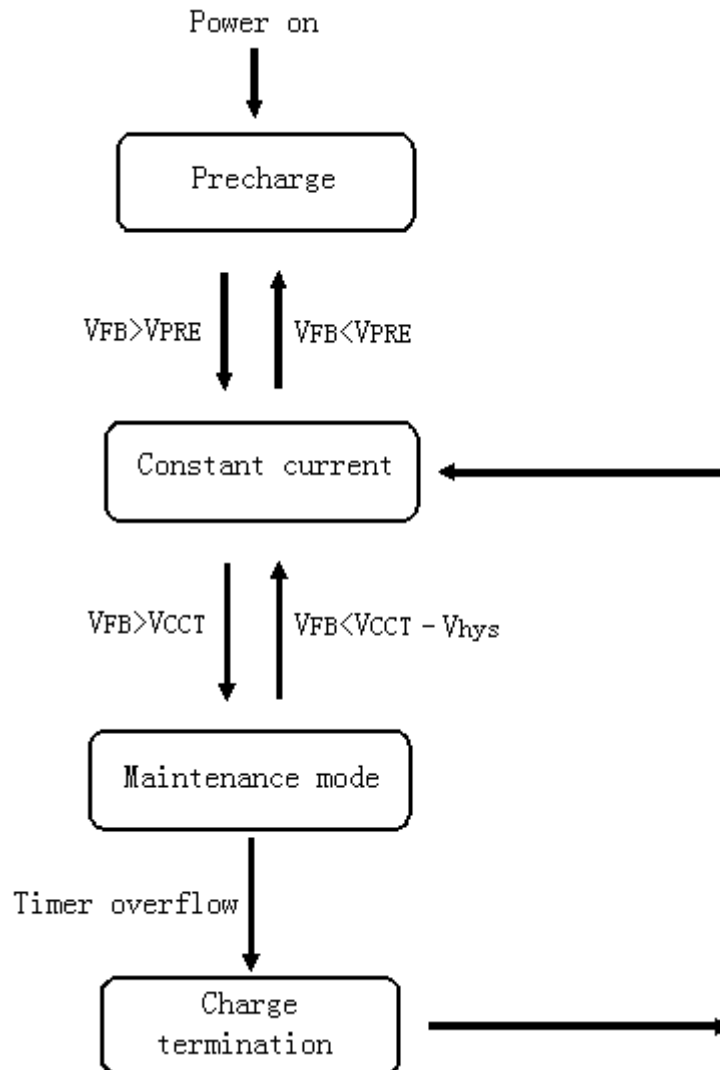 Power on
Precharge
VFB>VPRE
VFB<VPRE
Constant current
VFB>VCCT
VFB<VCCT - Vhys
Maintenance mode
Timer overflow
Charge
termination